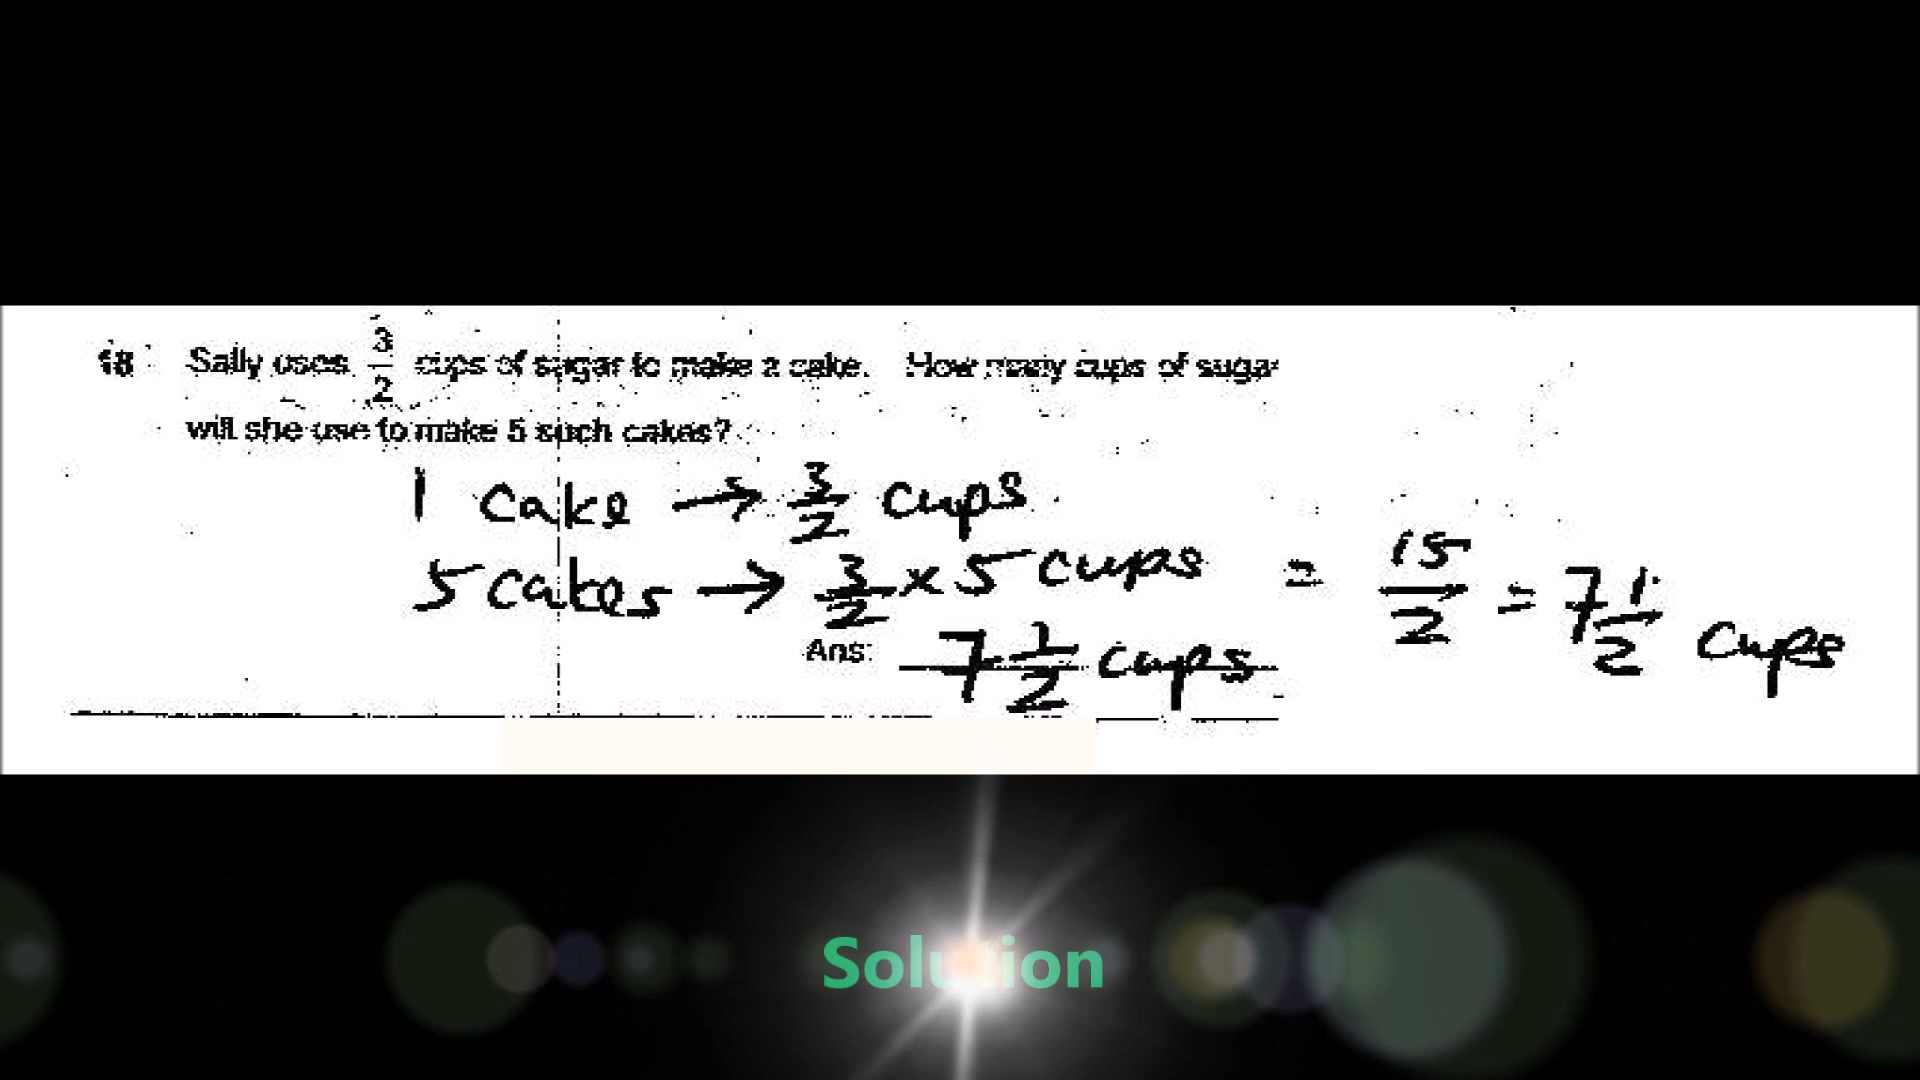 18 Sally uses 3/2 cups of sugar to make a cake. How many cups of sugar
will she use to make 5 such cakes?
1 cake → 3/2 cups
5 cakes → 3/2 × 5 cups = 15/2 = 7 1/2 cups
Ans: 7 1/2 cups
Solution